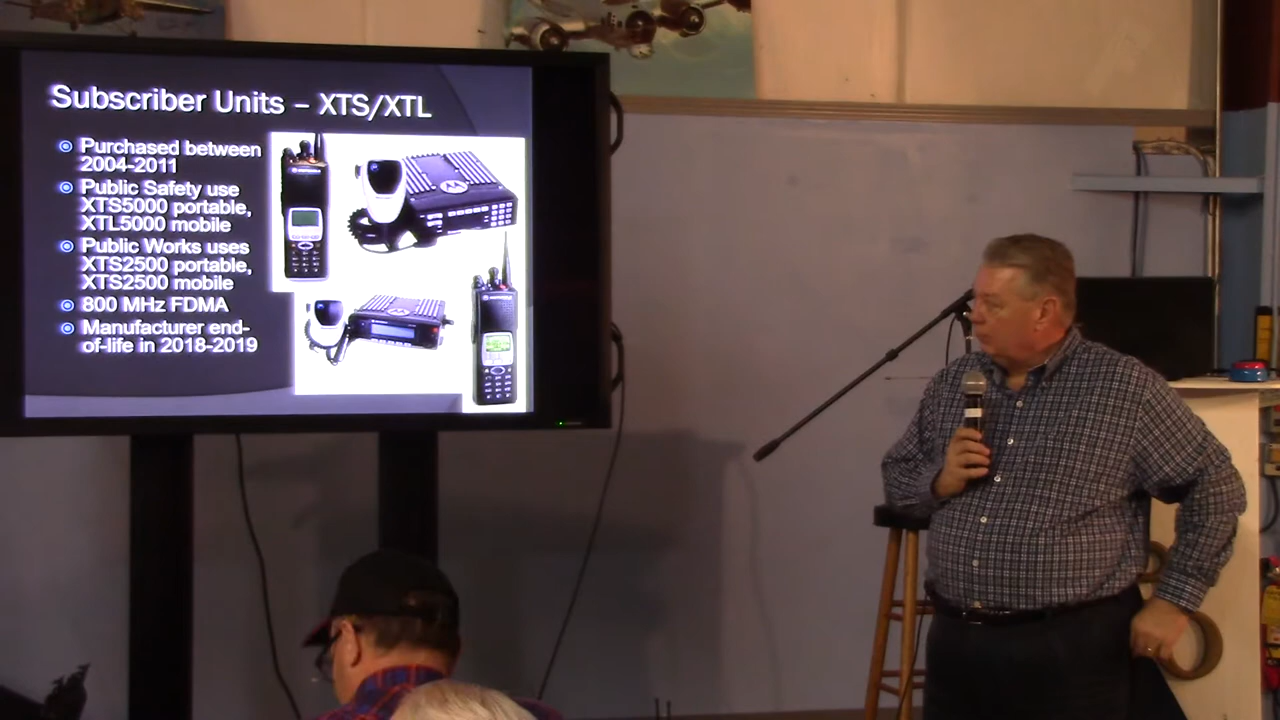 Subscriber Units – XTS/XTL
Purchased between
2004-2011
Public Safety use
XTS5000 portable,
XTL5000 mobile
Public Works uses
XTS2500 portable,
XTS2500 mobile
800 MHz FDMA
Manufacturer end-
of-life in 2018-2019